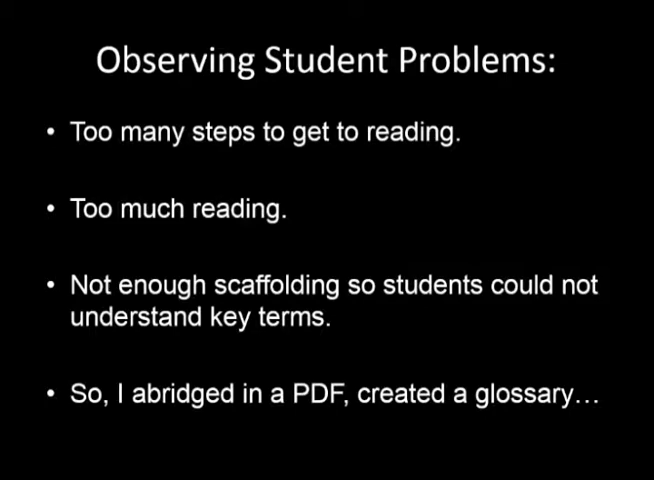 Observing Student Problems:
• Too many steps to get to reading.
• Too much reading.
• Not enough scaffolding so students could not
understand key terms.
• So, I abridged in a PDF, created a glossary…